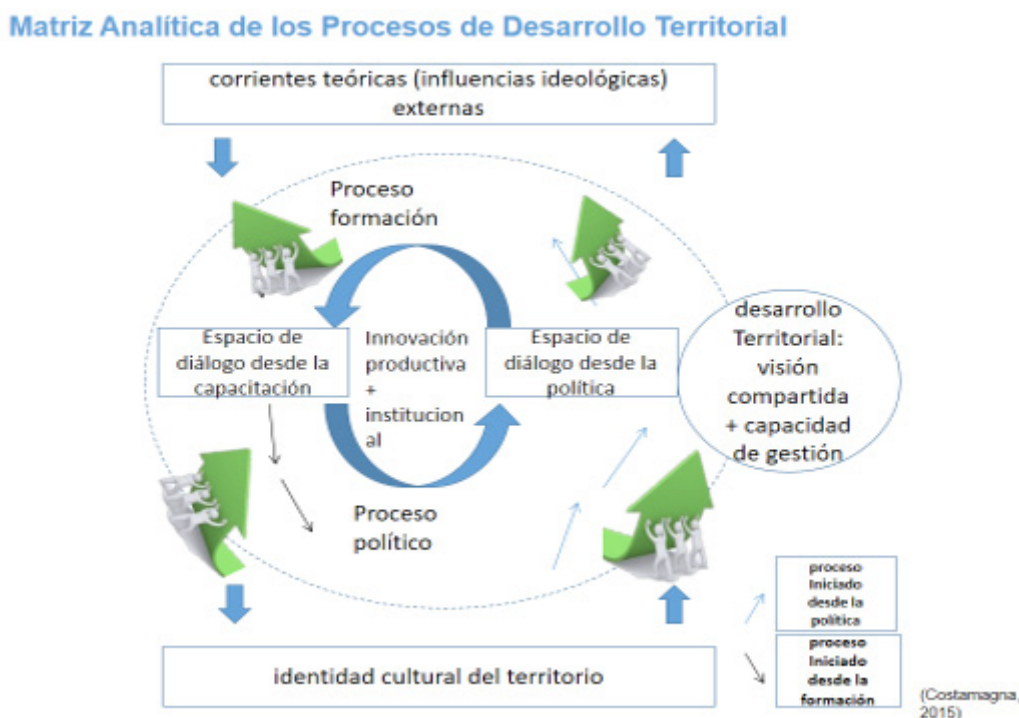 Matriz Analítica de los Procesos de Desarrollo Territorial
corrientes teóricas (influencias ideológicas)
externas
Proceso
formación
Espacio de
diálogo desde la
capacitación
Innovación
productiva
+
institucion
al
Espacio de
diálogo desde la
política
desarrollo
Territorial:
visión
compartida
+ capacidad
de gestión
Proceso
político
identidad cultural del territorio
proceso
Iniciado
desde la
política
proceso
Iniciado
desde la
formación
(Costamagna,
2015)